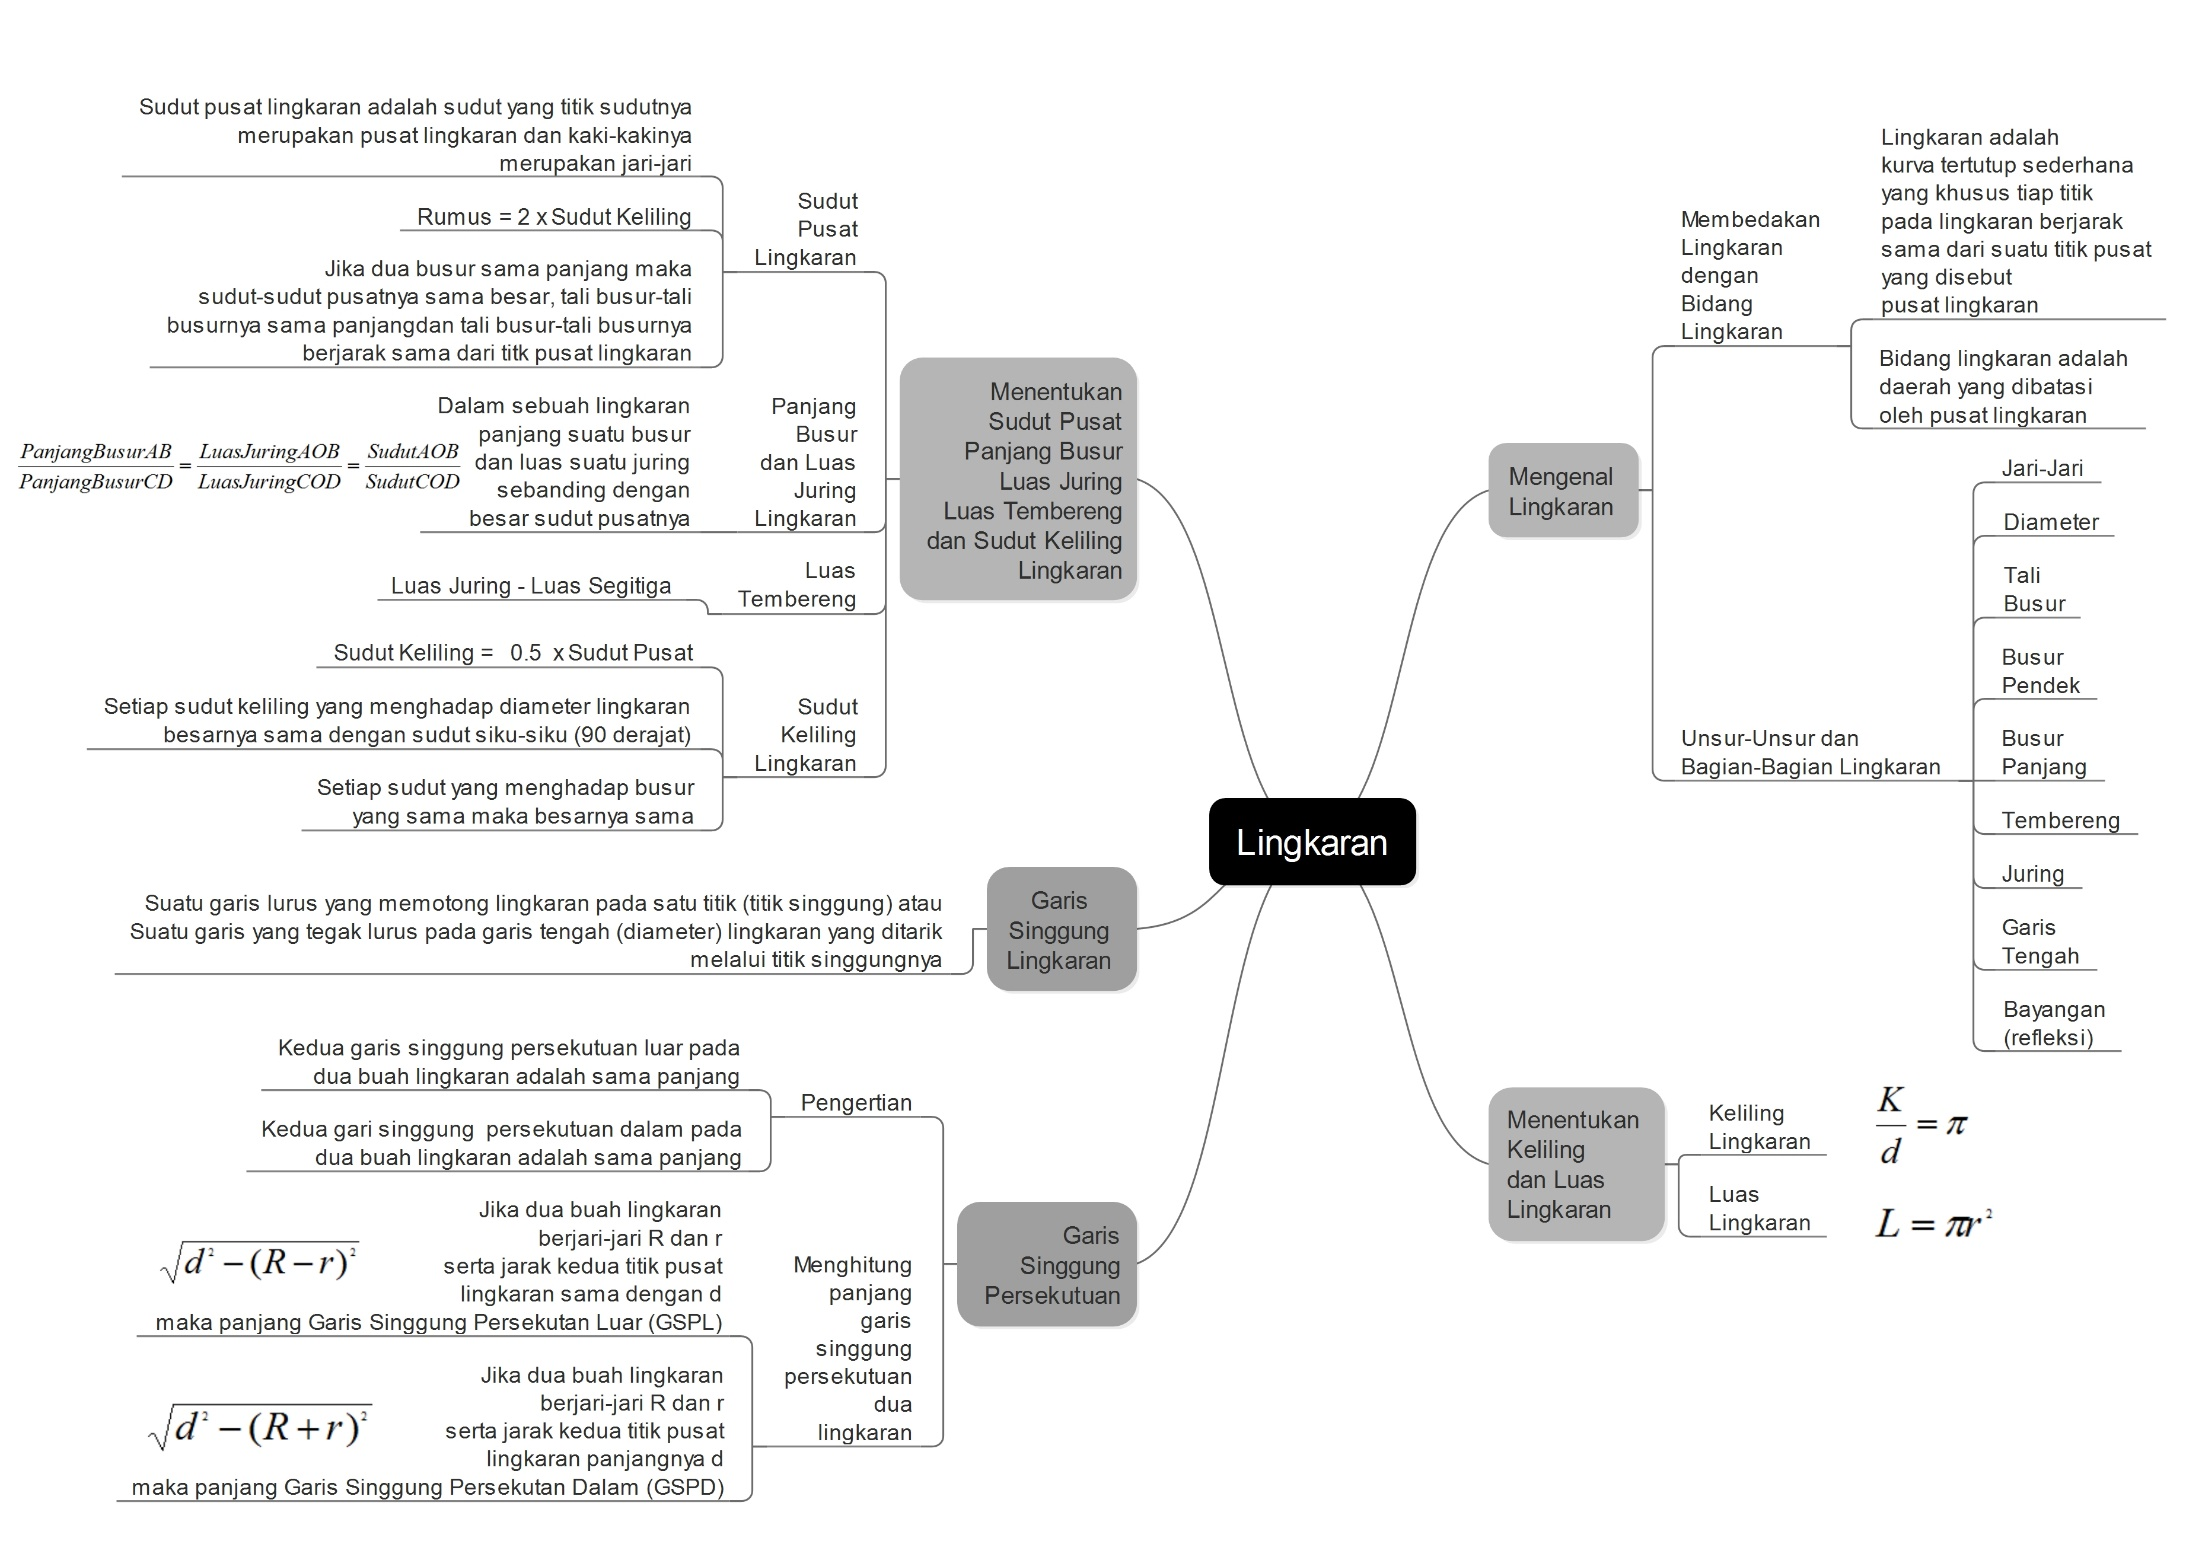 Lingkaran
Mengenal
Lingkaran
Membedakan
Lingkaran
dengan
Bidang
Lingkaran
Lingkaran adalah
kurva tertutup sederhana
yang khusus tiap titik
pada lingkaran berjarak
sama dari suatu titik pusat
yang disebut
pusat lingkaran
Bidang lingkaran adalah
daerah yang dibatasi
oleh pusat lingkaran
Unsur-Unsur dan
Bagian-Bagian Lingkaran
Jari-Jari
Diameter
Tali
Busur
Busur
Pendek
Busur
Panjang
Tembereng
Juring
Garis
Tengah
Bayangan
(refleksi)
Menentukan
Keliling
dan Luas
Lingkaran
Keliling
Lingkaran
K/d = π
Luas
Lingkaran
L = πr²
Menentukan
Sudut Pusat
Panjang Busur
Luas Juring
Luas Tembereng
dan Sudut Keliling
Lingkaran
Sudut
Pusat
Lingkaran
Sudut pusat lingkaran adalah sudut yang titik sudutnya
merupakan pusat lingkaran dan kaki-kakinya
merupakan jari-jari
Rumus = 2 x Sudut Keliling
Jika dua busur sama panjang maka
sudut-sudut pusatnya sama besar, tali busur-tali
busurnya sama panjangdan tali busur-tali busurnya
berjarak sama dari titk pusat lingkaran
Panjang
Busur
dan Luas
Juring
Lingkaran
Dalam sebuah lingkaran
panjang suatu busur
dan luas suatu juring
sebanding dengan
besar sudut pusatnya
PanjangBusurAB/PanjangBusurCD = LuasJuringAOB/LuasJuringCOD = SudutAOB/SudutCOD
Luas
Tembereng
Luas Juring - Luas Segitiga
Sudut
Keliling
Lingkaran
Sudut Keliling = 0.5 x Sudut Pusat
Setiap sudut keliling yang menghadap diameter lingkaran
besarnya sama dengan sudut siku-siku (90 derajat)
Setiap sudut yang menghadap busur
yang sama maka besarnya sama
Garis
Singgung
Lingkaran
Suatu garis lurus yang memotong lingkaran pada satu titik (titik singgung) atau
Suatu garis yang tegak lurus pada garis tengah (diameter) lingkaran yang ditarik
melalui titik singgungnya
Garis
Singgung
Persekutuan
Pengertian
Kedua garis singgung persekutuan luar pada
dua buah lingkaran adalah sama panjang
Kedua gari singgung persekutuan dalam pada
dua buah lingkaran adalah sama panjang
Menghitung
panjang
garis
singgung
persekutuan
dua
lingkaran
Jika dua buah lingkaran
berjari-jari R dan r
serta jarak kedua titik pusat
lingkaran sama dengan d
maka panjang Garis Singgung Persekutan Luar (GSPL)
√(d² − (R − r)²)
Jika dua buah lingkaran
berjari-jari R dan r
serta jarak kedua titik pusat
lingkaran panjangnya d
maka panjang Garis Singgung Persekutan Dalam (GSPD)
√(d² − (R + r)²)